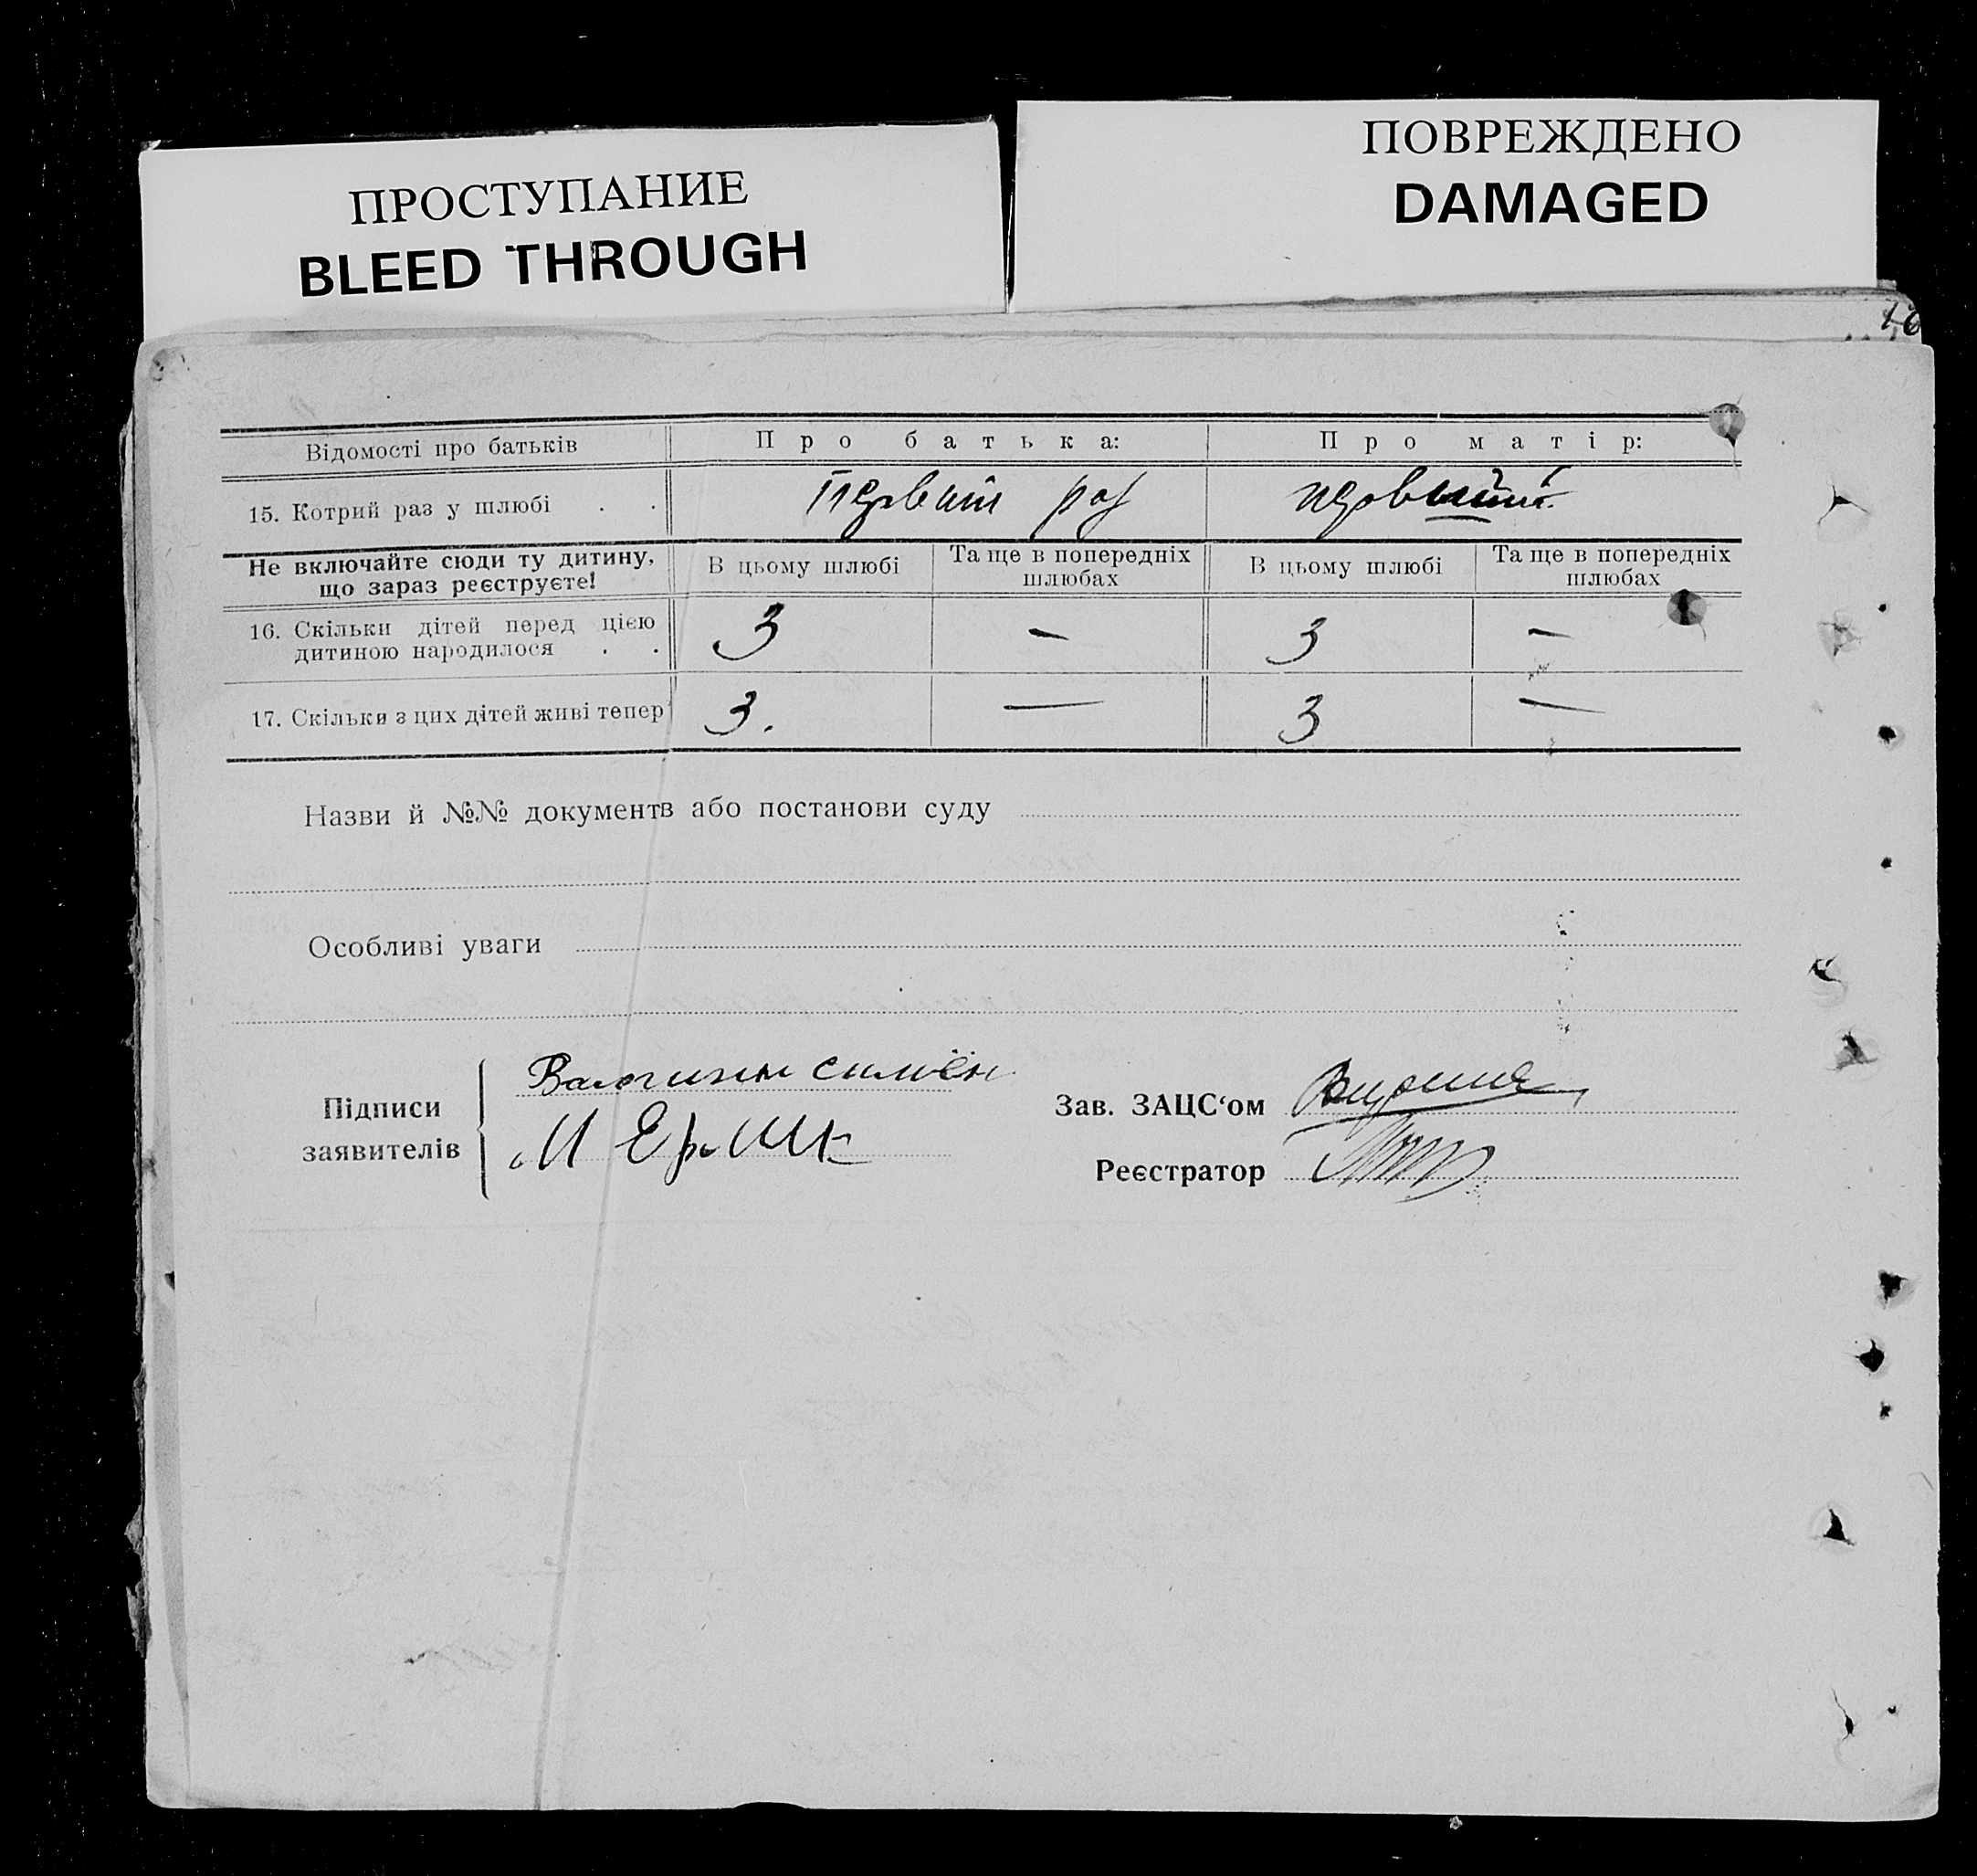 ПРОСТУПАНИЕ
BLEED THROUGH
ПОВРЕЖДЕНО
DAMAGED
16
Відомості про батьків Про батька: Про матір:
15. Котрий раз у шлюбі . . Первий раз первий
Не включайте сюди ту дитину, що зараз реєструєте! В цьому шлюбі Та ще в попередніх шлюбах В цьому шлюбі Та ще в попередніх шлюбах
16. Скільки дітей перед цією дитиною народилося . . 3 — 3 —
17. Скільки з цих дітей живі тепер 3. — 3 —
Назви й №№ документв або постанови суду
Особливі уваги
Підписи заявителів
М
Зав. ЗАЦС‘ом
Реєстратор